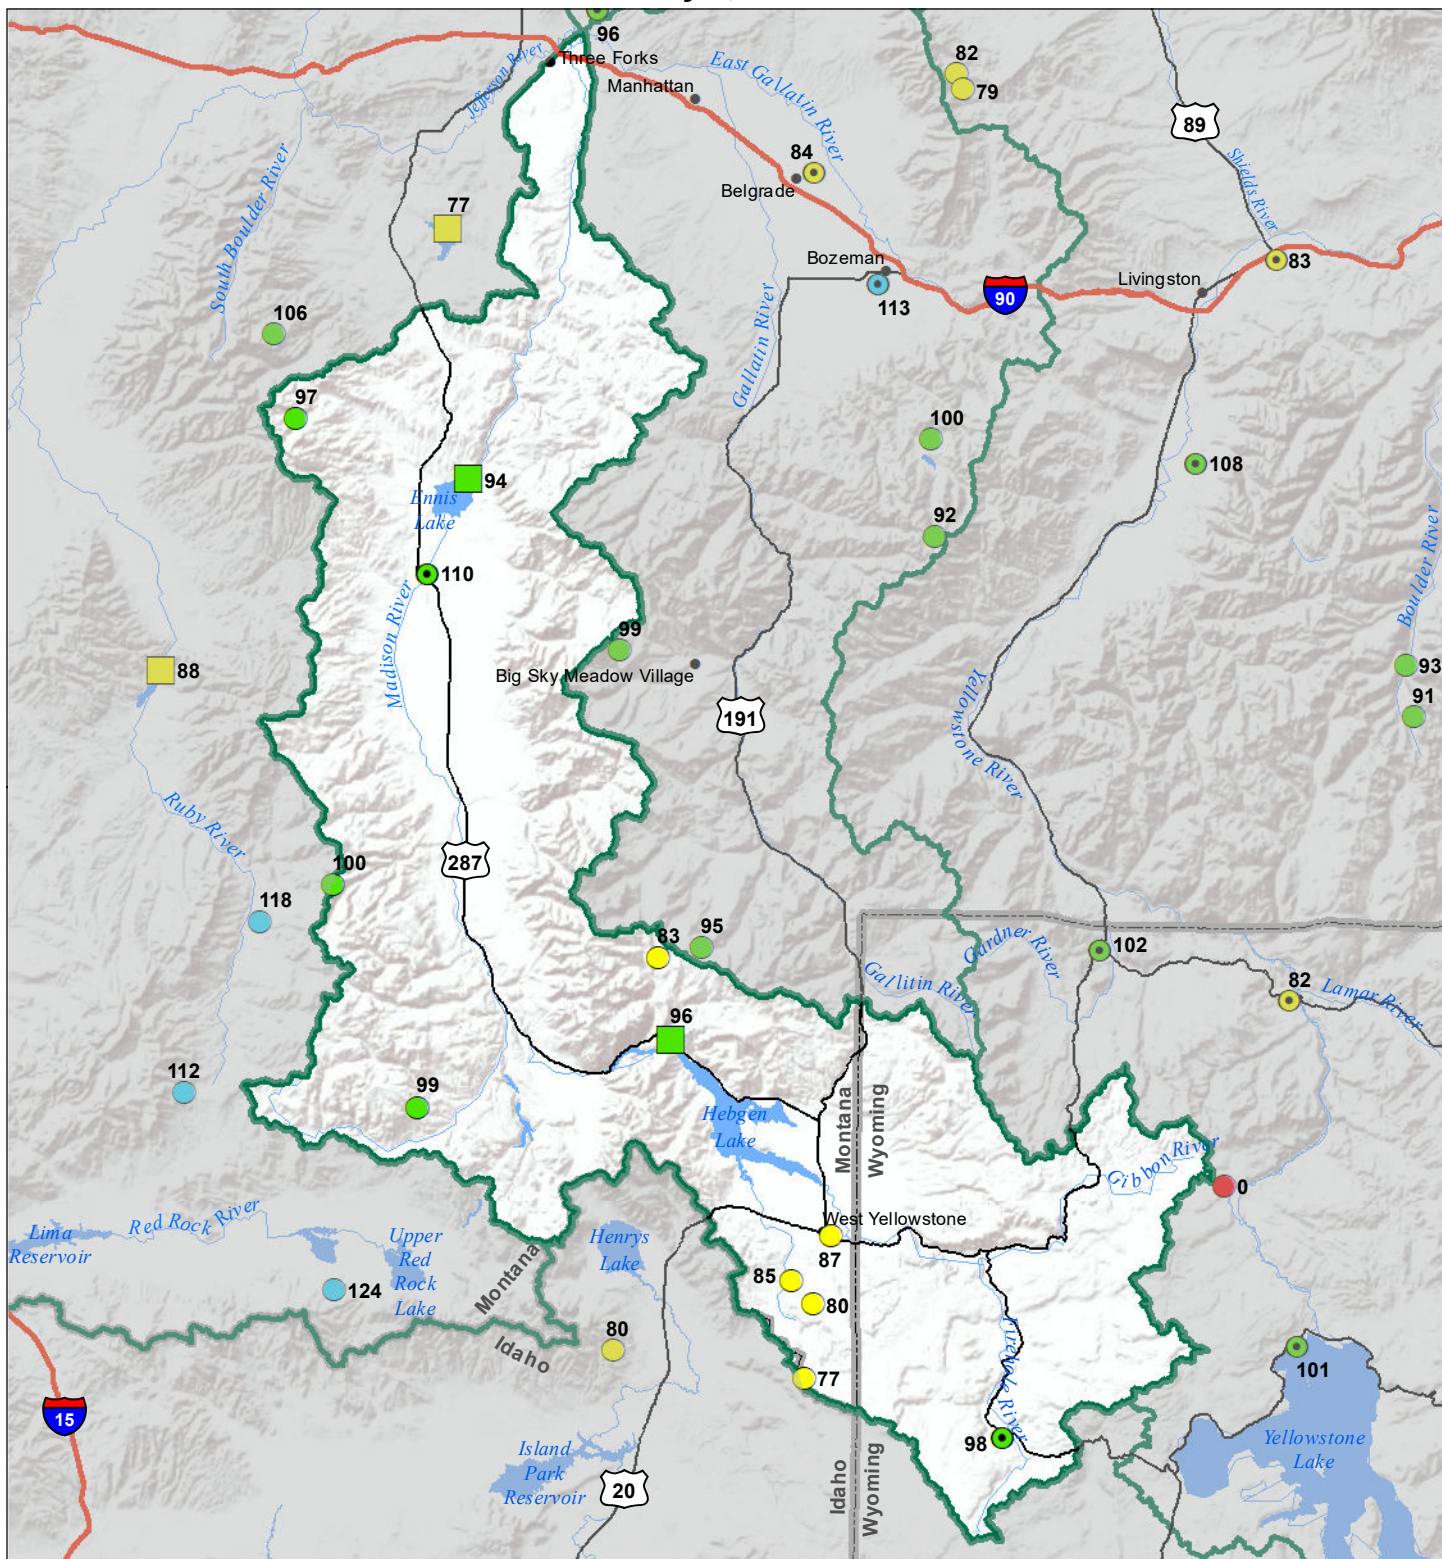 96
Three Forks
Jefferson River
Manhattan
East Gallatin River
82
79
89
Shields River
84
Belgrade
South Boulder River
77
Bozeman
Livingston
83
90
113
106
Gallatin River
97
100
108
94
Ennis
Lake
92
Boulder River
110
Madison River
99
93
88
Big Sky Meadow Village
91
191
Yellowstone River
Ruby River
287
100
118
83
95
Gardner River
102
Gallitin River
82
Lamar River
96
112
99
Hebgen
Lake
Montana
Wyoming
Gibbon River
0
Red Rock River
Lima
Reservoir
Upper
Red
Rock
Lake
Henrys
Lake
West Yellowstone
87
Montana
85
80
124
Idaho
80
Firehole River
101
77
15
98
Yellowstone
Lake
Island
Park
Reservoir
20
Idaho
Wyoming